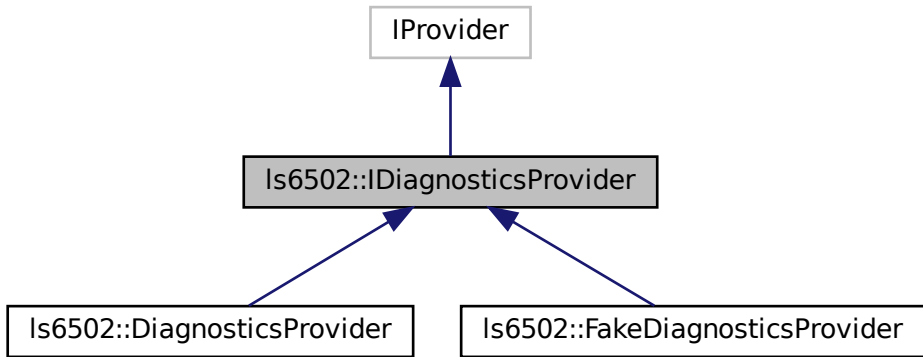 IProvider
ls6502::IDiagnosticsProvider
ls6502::DiagnosticsProvider
ls6502::FakeDiagnosticsProvider